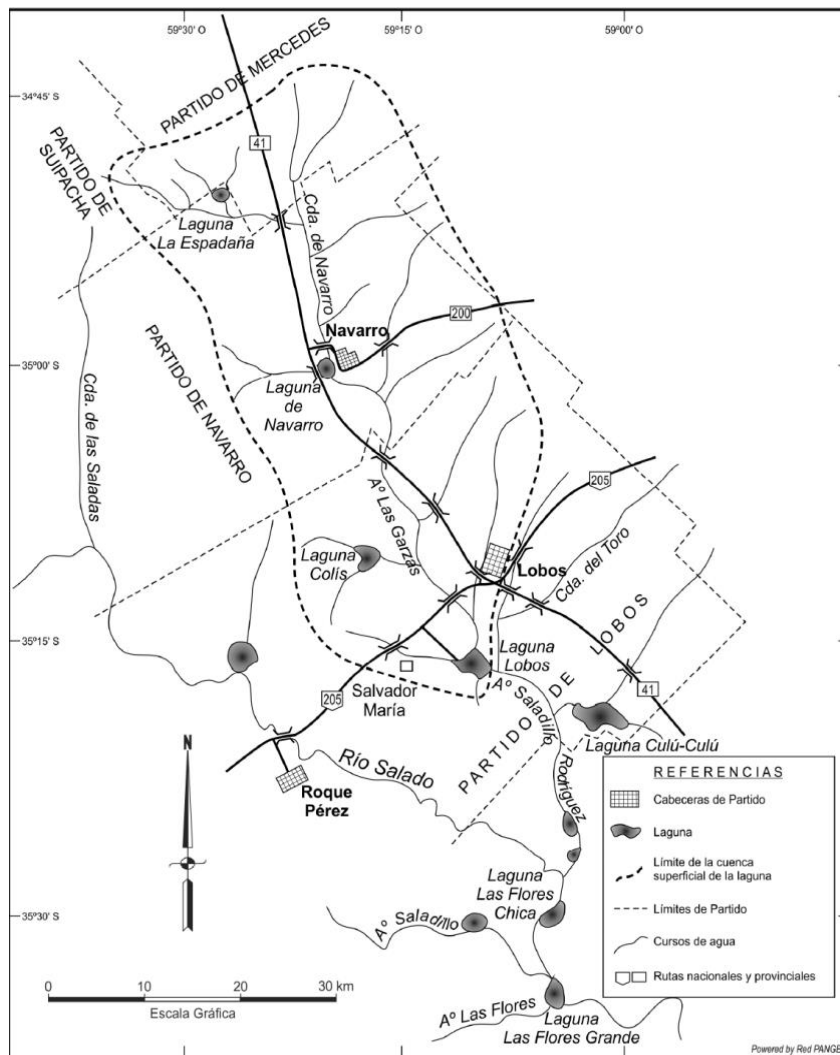 59°30' O
59°15' O
59°00' O
34°45' S
35°00' S
35°15' S
35°30' S
PARTIDO DE MERCEDES
PARTIDO DE
SUIPACHA
41
Laguna
La Espadaña
Cda. de Navarro
200
Navarro
PARTIDO DE NAVARRO
Laguna
de
Navarro
Cda. de las Saladas
Aº Las Garzas
205
Laguna
Colís
Lobos
Cda. del Toro
Laguna
Lobos
PARTIDO DE LOBOS
Salvador
María
Aº Saladillo
Rodríguez
41
205
Laguna Culú-Culú
N
Río Salado
Roque
Pérez
Laguna
Las Flores
Chica
Aº Saladillo
Aº Las Flores
Laguna
Las Flores Grande
0 10 20 30 km
Escala Gráfica
REFERENCIAS
Cabeceras de Partido
Laguna
Límite de la cuenca
superficial de la laguna
Límites de Partido
Cursos de agua
Rutas nacionales y provinciales
Powered by Red PANGE